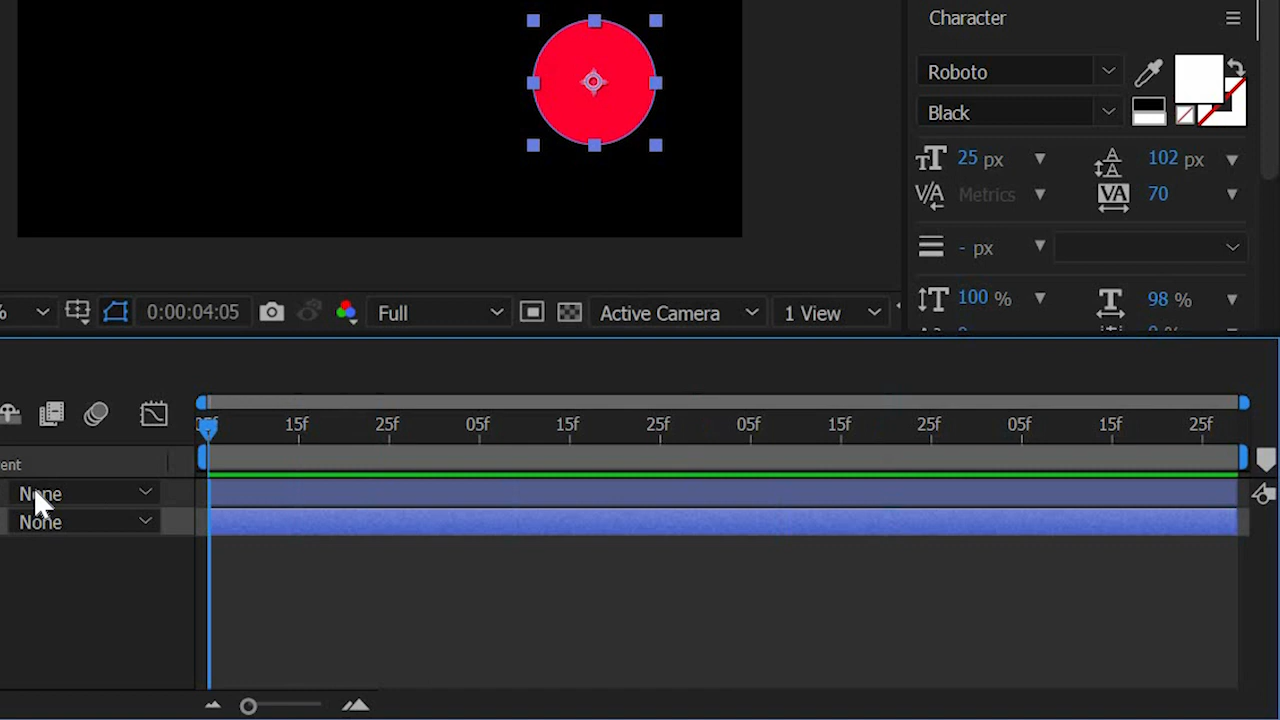 Character
Roboto
Black
25 px
102 px
Metrics
70
- px
100 %
98 %
%
0:00:04:05
Full
Active Camera
1 View
15f 25f 05f 15f 25f 05f 15f 25f 05f 15f 25f
ent
None
None